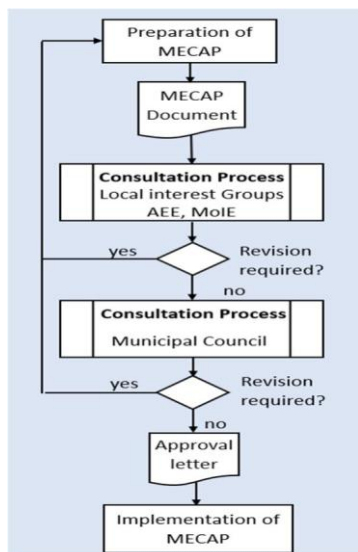 Preparation of
MECAP
MECAP
Document
Consultation Process
Local interest Groups
AEE, MoIE
yes
Revision
required?
no
Consultation Process
Municipal Council
yes
Revision
required?
no
Approval
letter
Implementation of
MECAP